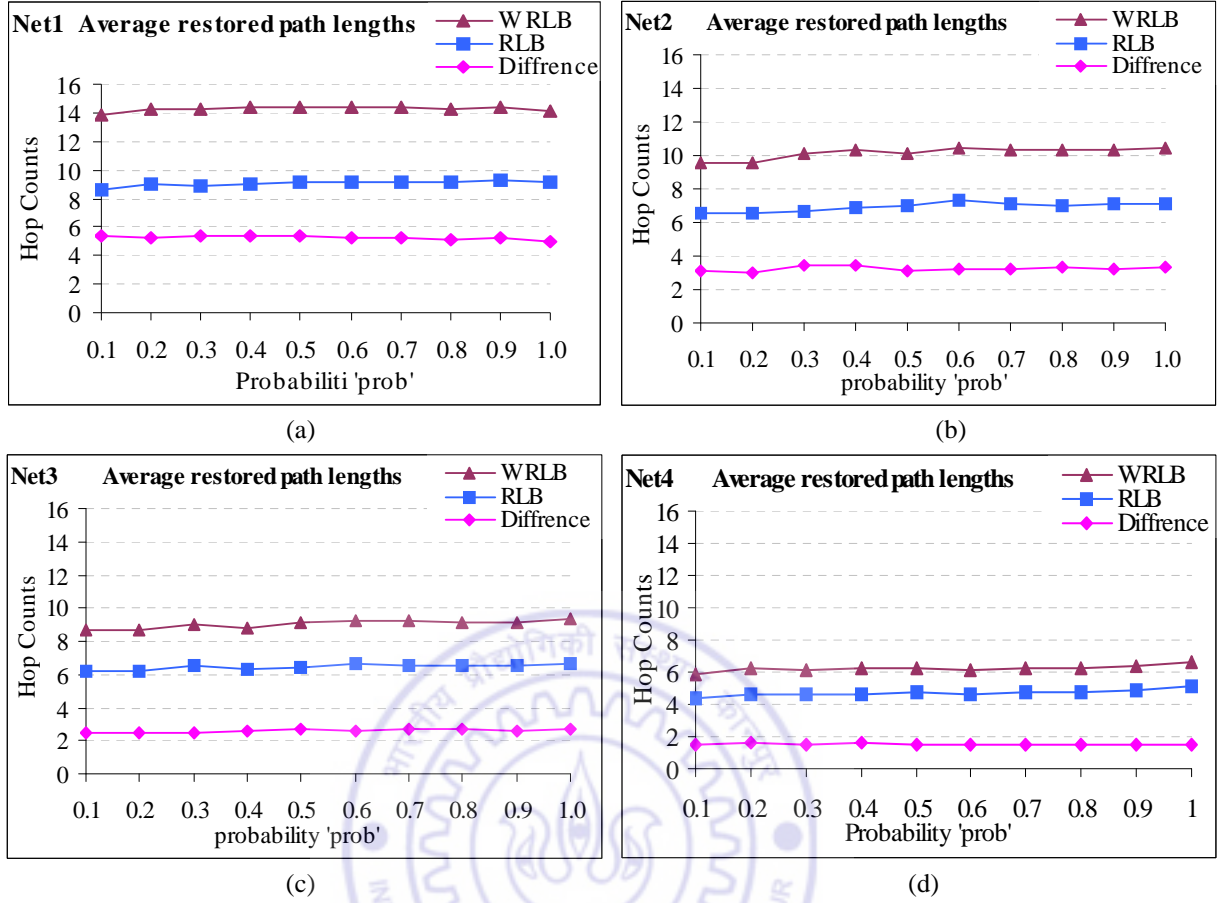 Net1 Average restored path lengths
WRLB
RLB
Diffrence
16
14
12
10
8
6
4
2
0
Hop Counts
0.1 0.2 0.3 0.4 0.5 0.6 0.7 0.8 0.9 1.0
Probabiliti 'prob'
(a)
Net2 Average restored path lengths
WRLB
RLB
Diffrence
16
14
12
10
8
6
4
2
0
Hop Counts
0.1 0.2 0.3 0.4 0.5 0.6 0.7 0.8 0.9 1.0
probability 'prob'
(b)
Net3 Average restored path lengths
WRLB
RLB
Diffrence
16
14
12
10
8
6
4
2
0
Hop Counts
0.1 0.2 0.3 0.4 0.5 0.6 0.7 0.8 0.9 1.0
probability 'prob'
(c)
Net4 Average restored path lengths
WRLB
RLB
Diffrence
16
14
12
10
8
6
4
2
0
Hop Counts
0.1 0.2 0.3 0.4 0.5 0.6 0.7 0.8 0.9 1
Probability 'prob'
(d)
भारतीय प्रौद्योगिकी संस्थान कानपुर